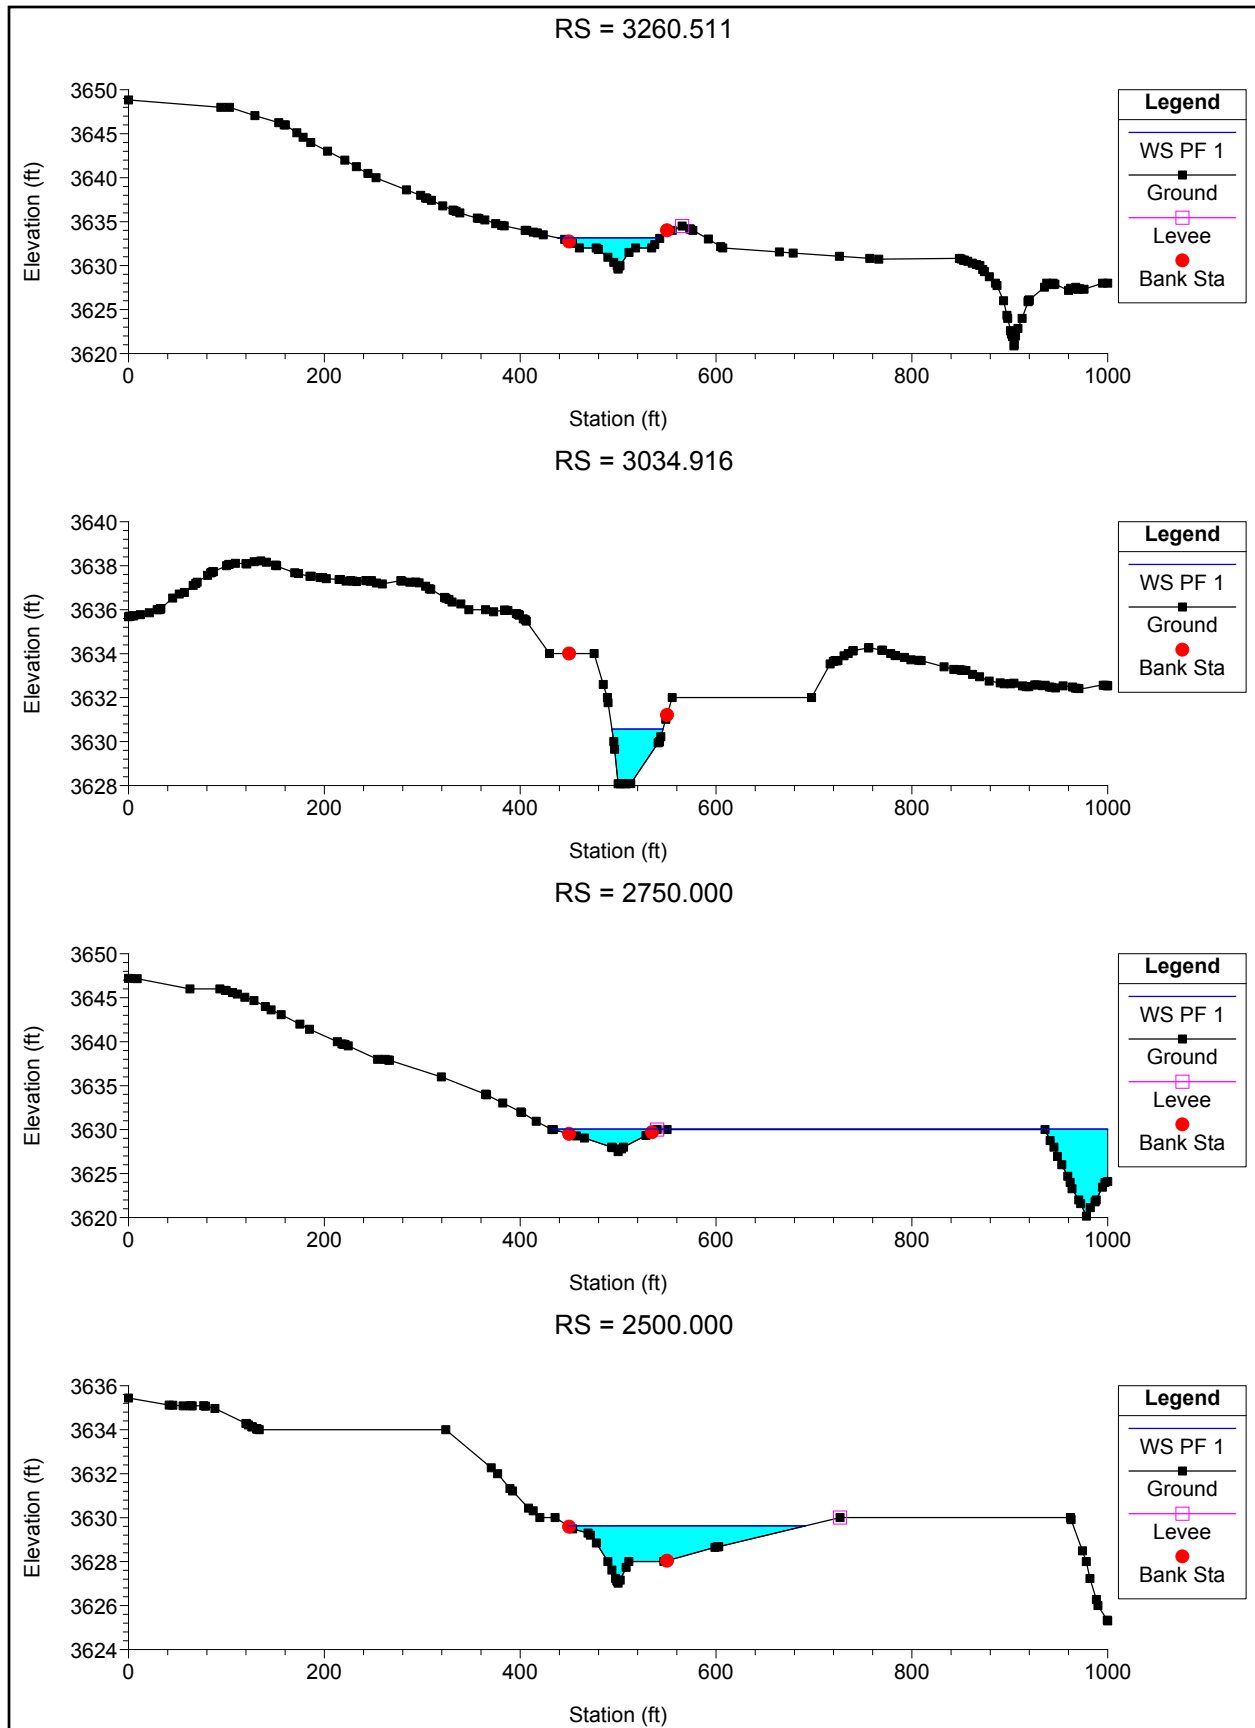 RS = 3260.511
3650
3645
3640
3635
3630
3625
3620
Elevation (ft)
0 200 400 600 800 1000
Station (ft)
Legend
WS PF 1
Ground
Levee
Bank Sta
RS = 3034.916
3640
3638
3636
3634
3632
3630
3628
Elevation (ft)
0 200 400 600 800 1000
Station (ft)
Legend
WS PF 1
Ground
Bank Sta
RS = 2750.000
3650
3645
3640
3635
3630
3625
3620
Elevation (ft)
0 200 400 600 800 1000
Station (ft)
Legend
WS PF 1
Ground
Levee
Bank Sta
RS = 2500.000
3636
3634
3632
3630
3628
3626
3624
Elevation (ft)
0 200 400 600 800 1000
Station (ft)
Legend
WS PF 1
Ground
Levee
Bank Sta